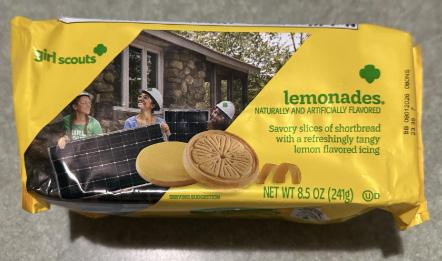 girl scouts
lemonades®
NATURALLY AND ARTIFICIALLY FLAVORED
Savory slices of shortbread
with a refreshingly tangy
lemon flavored icing
NET WT 8.5 OZ (241g) U D
SERVING SUGGESTION